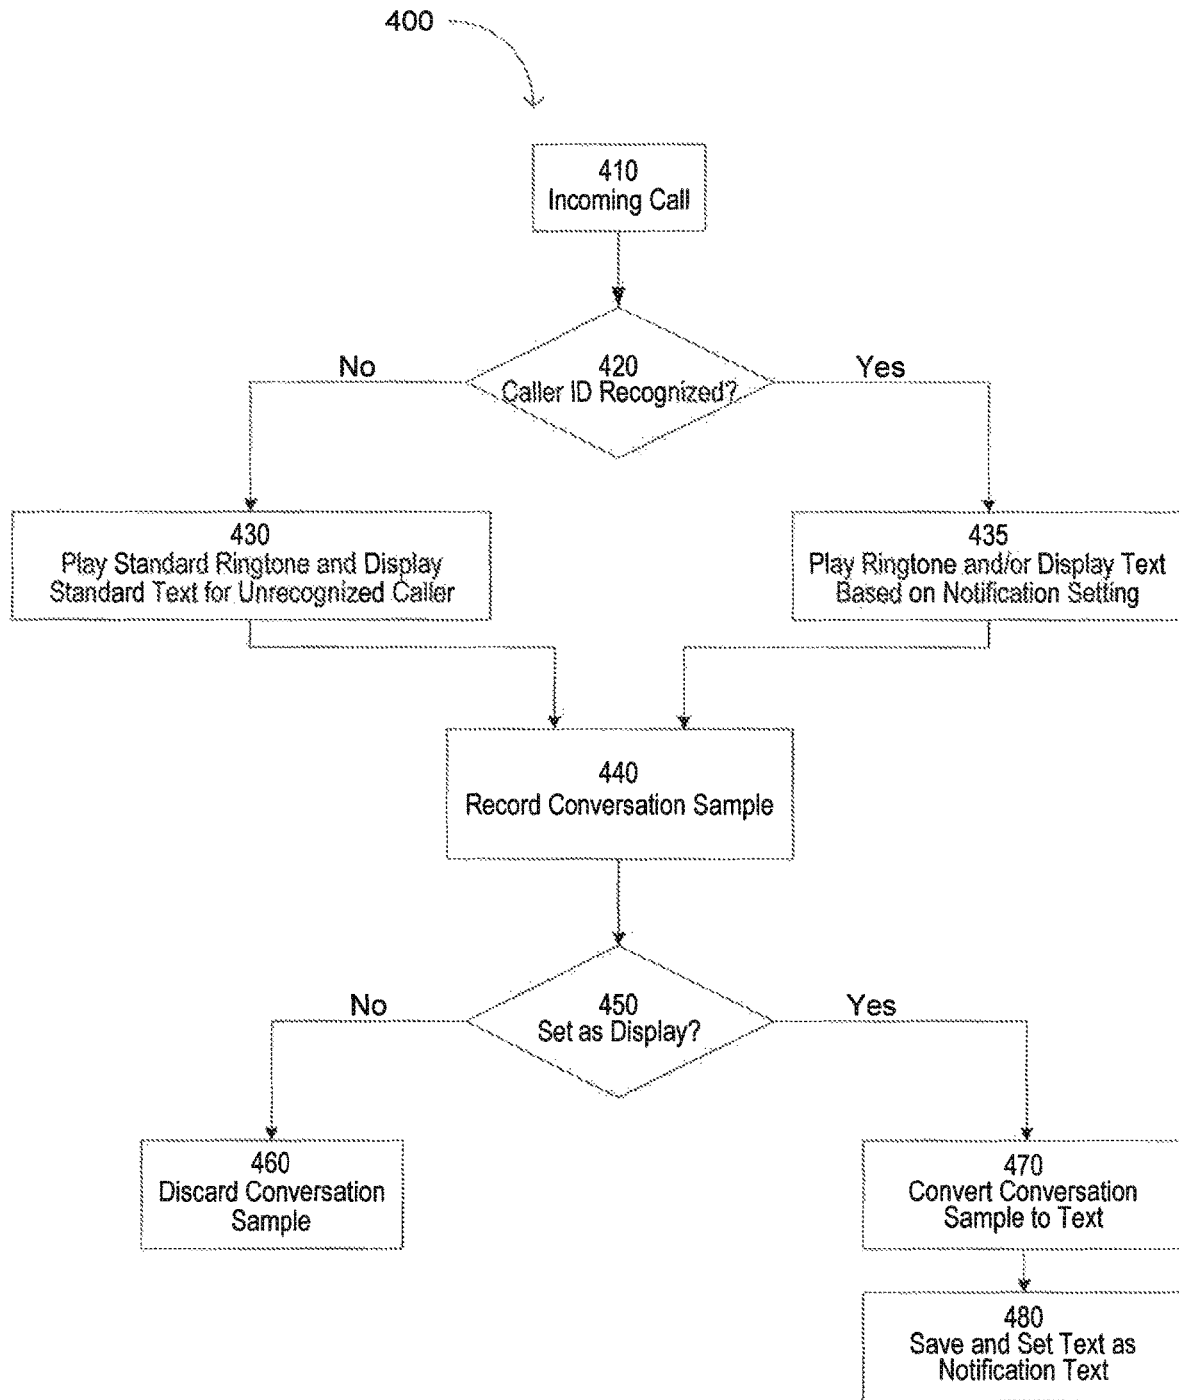 400
410
Incoming Call
No
420
Caller ID Recognized?
Yes
430
Play Standard Ringtone and Display
Standard Text for Unrecognized Caller
435
Play Ringtone and/or Display Text
Based on Notification Setting
440
Record Conversation Sample
No
450
Set as Display?
Yes
460
Discard Conversation
Sample
470
Convert Conversation
Sample to Text
480
Save and Set Text as
Notification Text